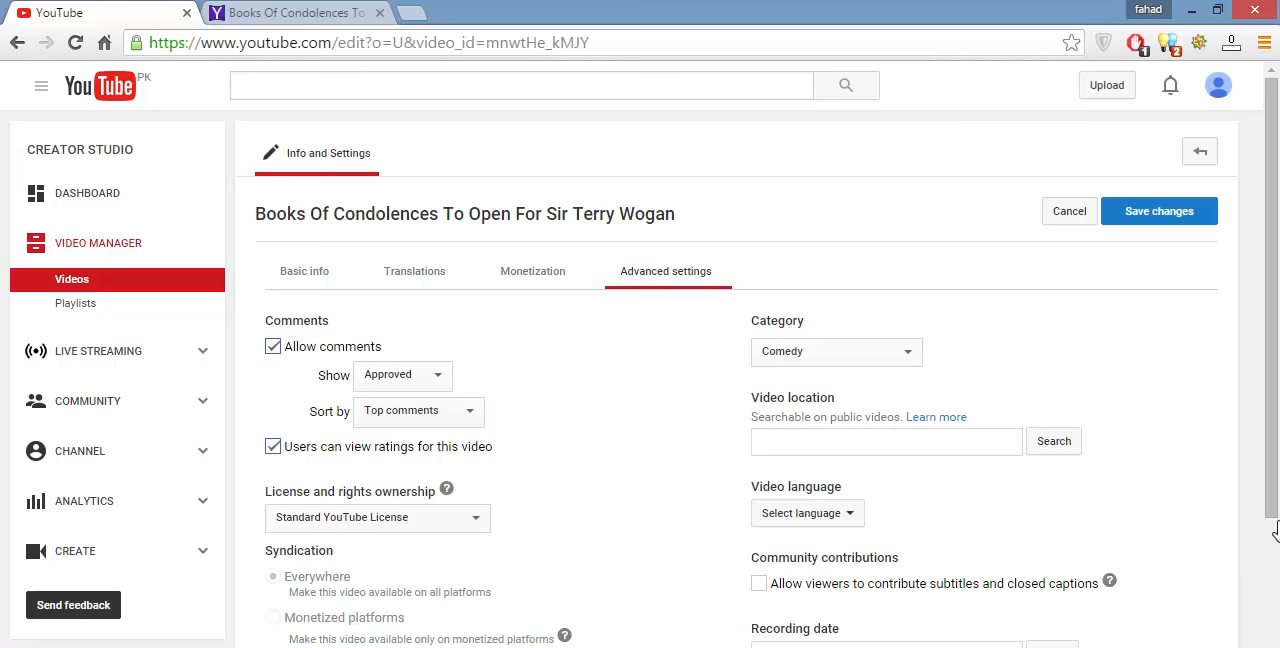 YouTube
Books Of Condolences To
fahad
https://www.youtube.com/edit?o=U&video_id=mnwtHe_kMJY
1
2
0
YouTube PK
Upload
CREATOR STUDIO
Info and Settings
DASHBOARD
Books Of Condolences To Open For Sir Terry Wogan
Cancel
Save changes
VIDEO MANAGER
Videos
Playlists
LIVE STREAMING
COMMUNITY
CHANNEL
ANALYTICS
CREATE
Send feedback
Basic info
Translations
Monetization
Advanced settings
Comments
Allow comments
Show Approved
Sort by Top comments
Users can view ratings for this video
License and rights ownership ?
Standard YouTube License
Syndication
Everywhere
Make this video available on all platforms
Monetized platforms
Make this video available only on monetized platforms ?
Category
Comedy
Video location
Searchable on public videos. Learn more
Search
Video language
Select language
Community contributions
Allow viewers to contribute subtitles and closed captions ?
Recording date